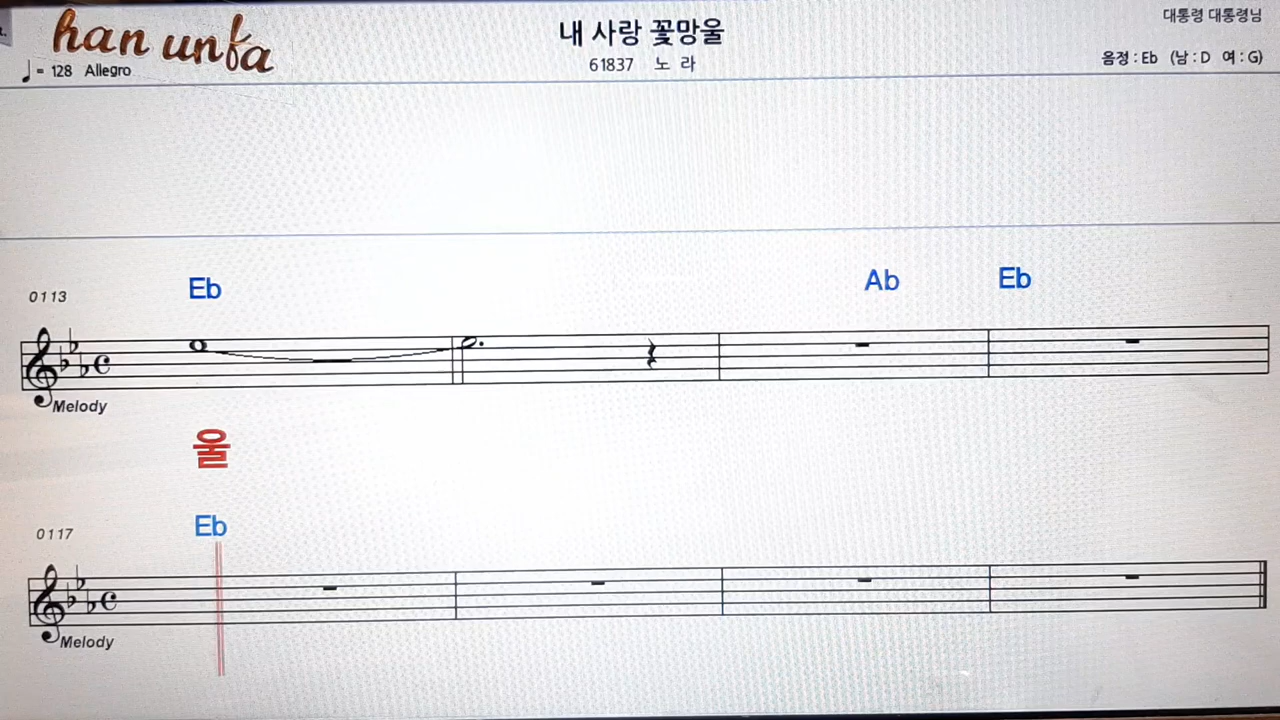 han unfa
내 사랑 꽃망울
대통령 대통령님
♩= 128 Allegro
61837 노 라
음정 : Eb (남 : D 여 : G)
0113
Eb
Ab
Eb
Melody
울
0117
Eb
Melody